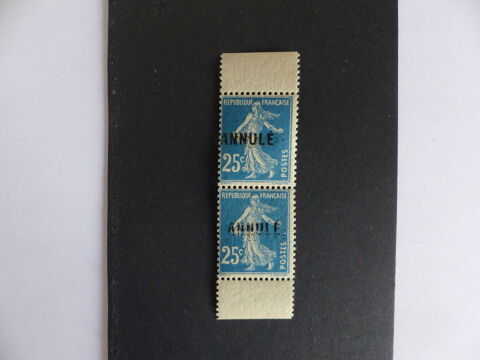 REPUBLIQUE FRANÇAISE
ANNULÉ
25c
POSTES
REPUBLIQUE FRANÇAISE
ANNULÉ
25c
POSTES